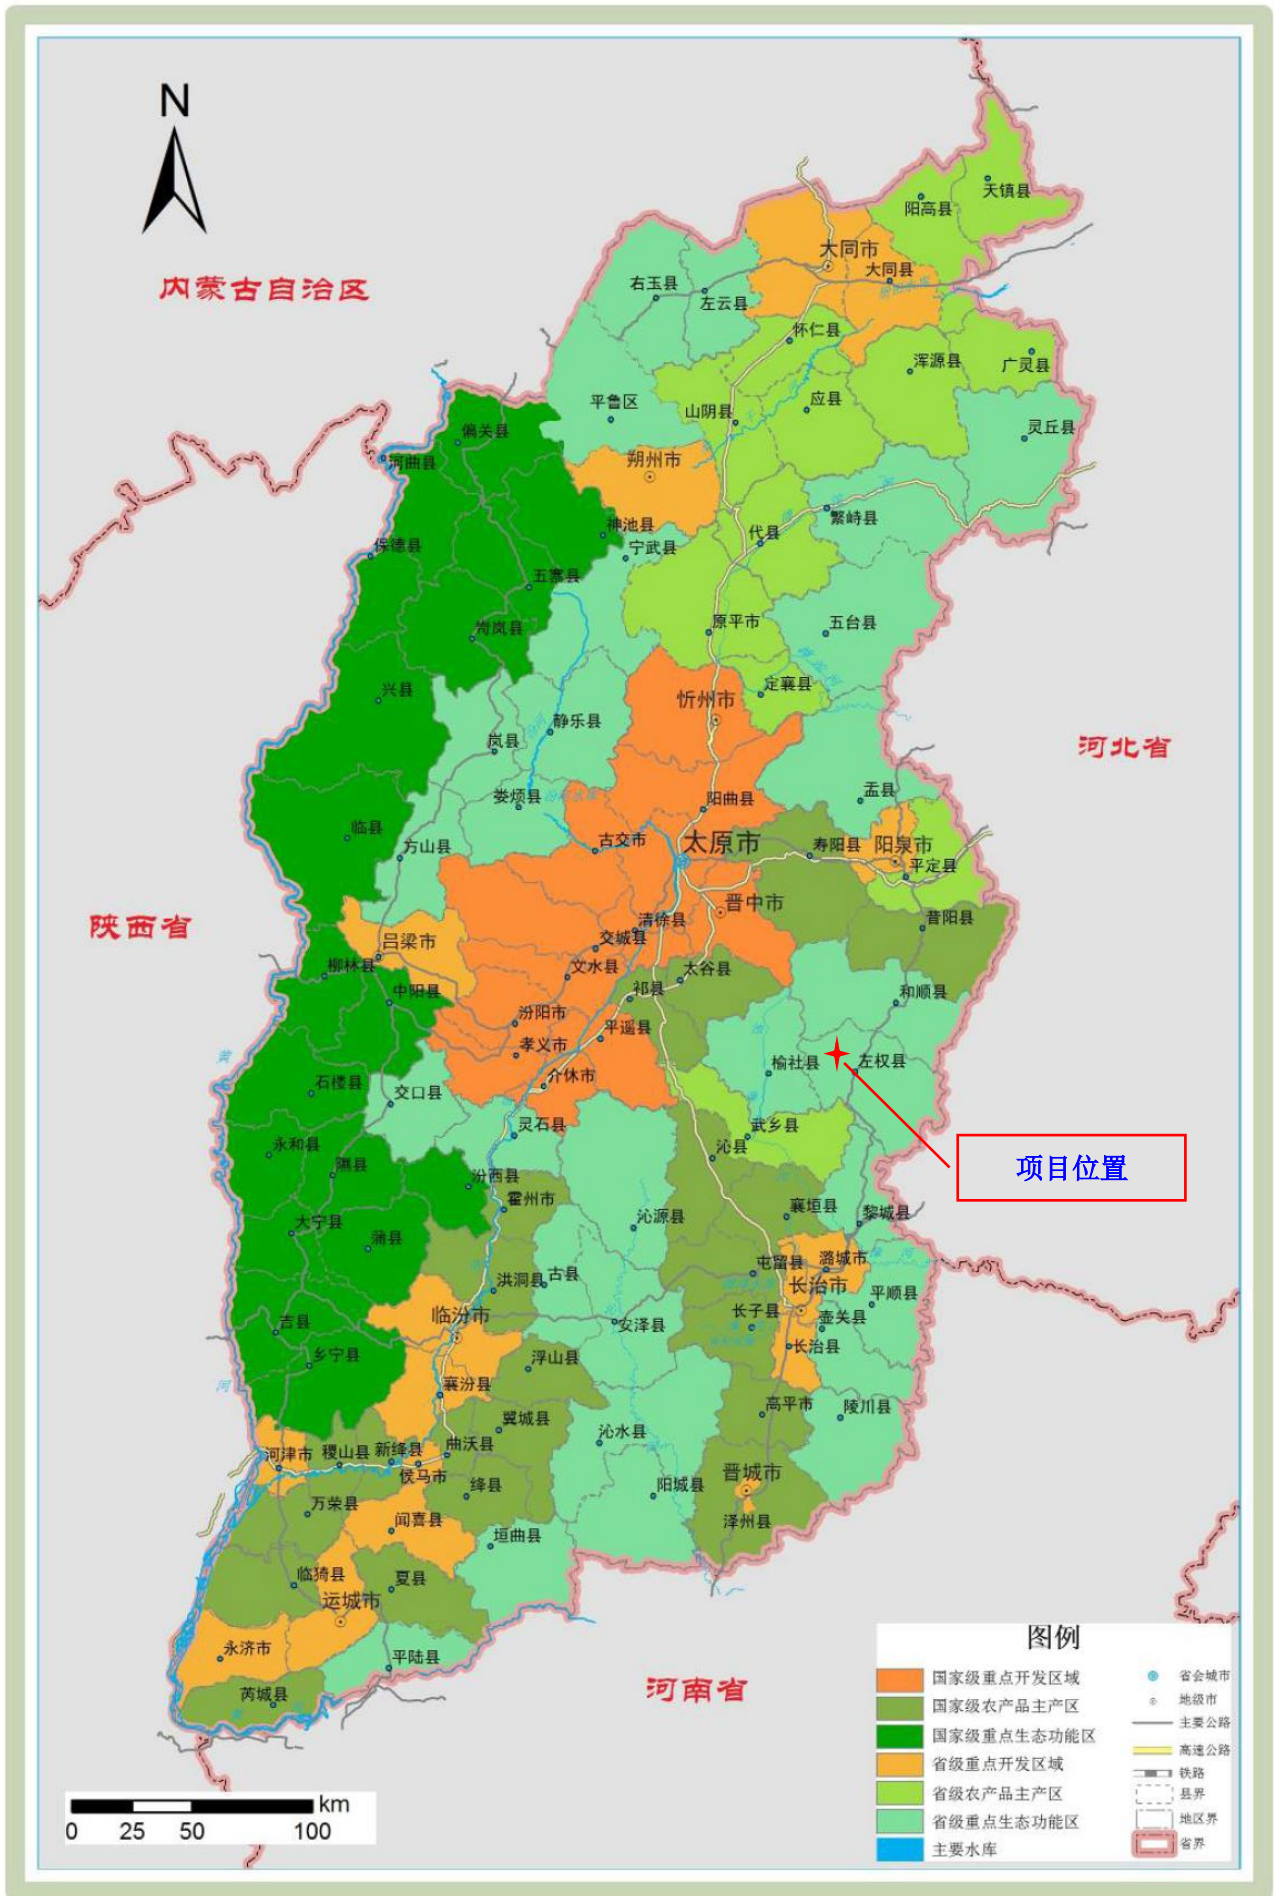 N
内蒙古自治区
天镇县
阳高县
大同市
大同县
右玉县
左云县
怀仁县
浑源县
广灵县
平鲁区
山阴县
应县
灵丘县
偏关县
河曲县
朔州市
神池县
繁峙县
代县
保德县
宁武县
五寨县
岢岚县
原平市
五台县
定襄县
兴县
忻州市
静乐县
岚县
河北省
盂县
娄烦县
汾河水库
阳曲县
临县
方山县
古交市
太原市
寿阳县
阳泉市
平定县
晋中市
昔阳县
陕西省
清徐县
吕梁市
交城县
柳林县
文水县
太谷县
中阳县
祁县
和顺县
汾阳市
平遥县
孝义市
黄
榆社县
左权县
石楼县
交口县
介休市
灵石县
武乡县
永和县
沁县
隰县
项目位置
汾西县
霍州市
襄垣县
大宁县
沁源县
黎城县
蒲县
屯留县
潞城市
洪洞县
古县
长治市
平顺县
临汾市
长子县
壶关县
吉县
安泽县
长治县
乡宁县
浮山县
河
襄汾县
高平市
陵川县
翼城县
沁水县
河津市
稷山县
新绛县
曲沃县
侯马市
晋城市
绛县
阳城县
万荣县
闻喜县
泽州县
垣曲县
临猗县
夏县
运城市
永济市
平陆县
芮城县
河南省
图例
国家级重点开发区域
国家级农产品主产区
国家级重点生态功能区
省级重点开发区域
省级农产品主产区
省级重点生态功能区
主要水库
省会城市
地级市
主要公路
高速公路
铁路
县界
地区界
省界
km
0 25 50 100